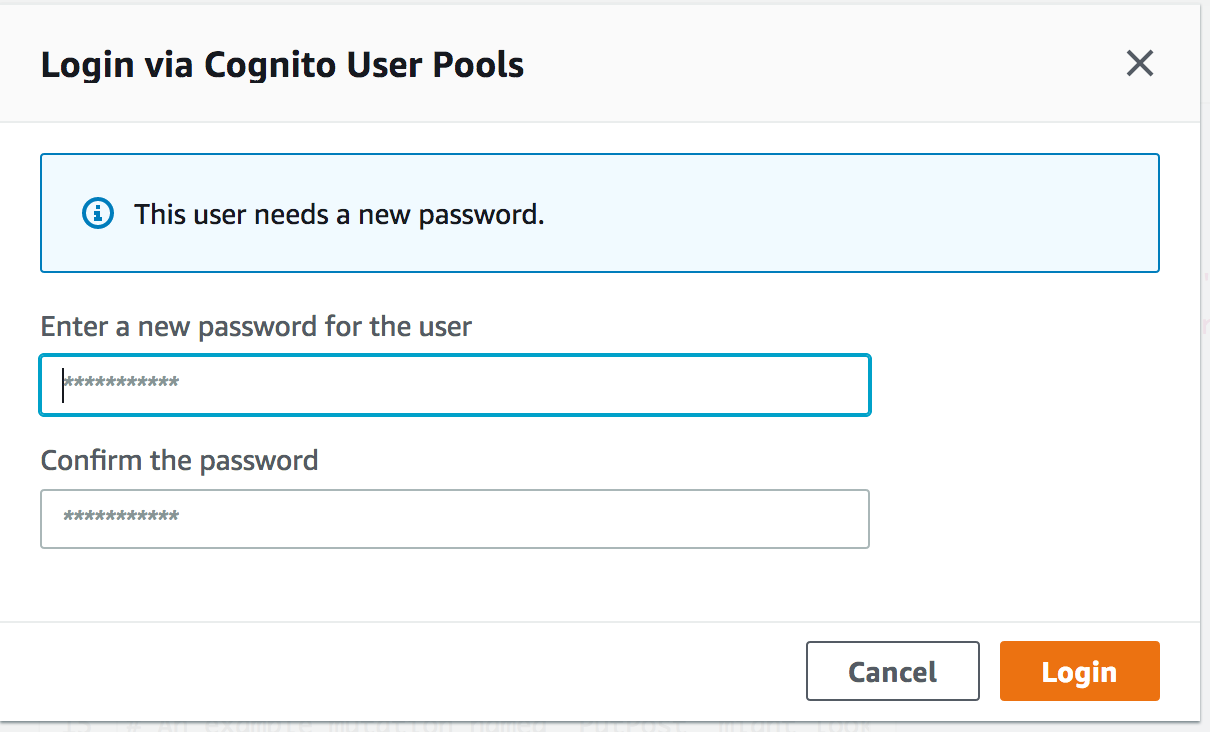 Login via Cognito User Pools
This user needs a new password.
Enter a new password for the user
***********
Confirm the password
***********
Cancel
Login